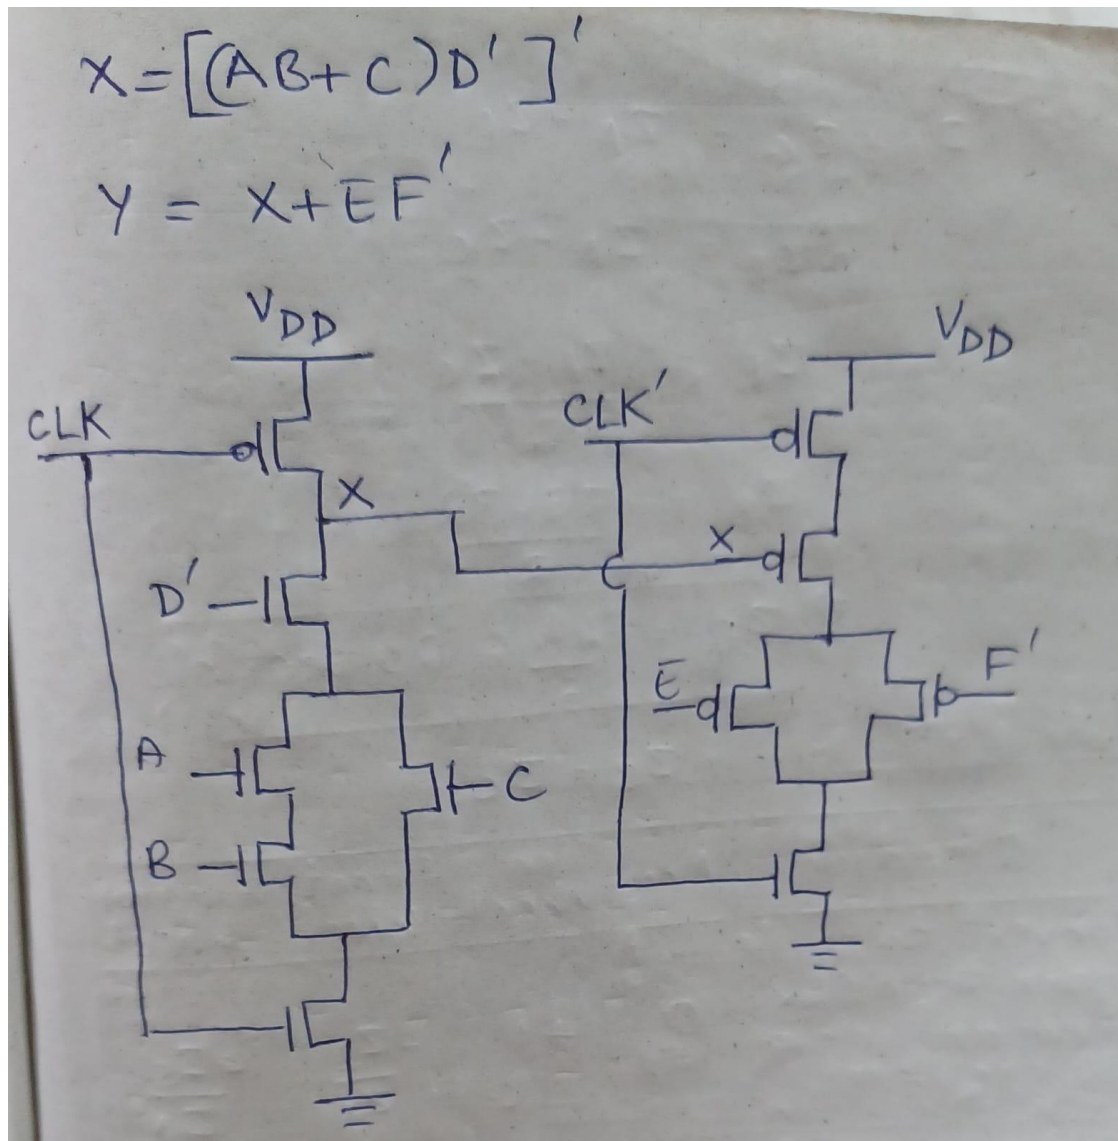 X=[(AB+C)D']'
Y = X+EF'
VDD
VDD
CLK
CLK'
X
X
D'
E
F'
A
C
B